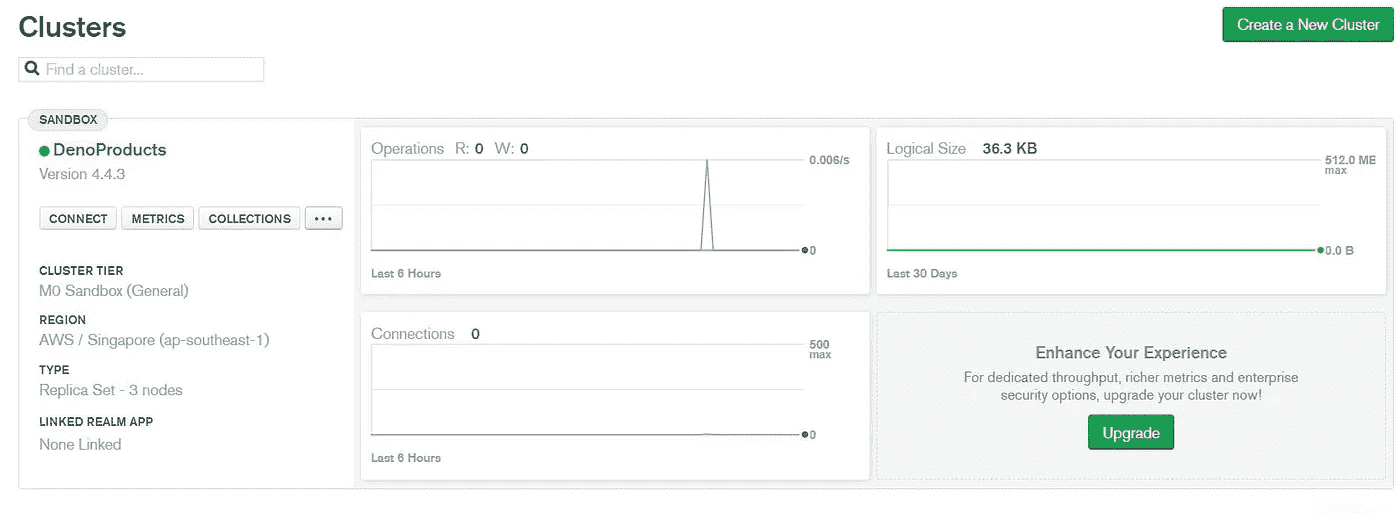 Clusters
Create a New Cluster
Find a cluster...
SANDBOX
DenoProducts
Version 4.4.3
CONNECT METRICS COLLECTIONS ...
CLUSTER TIER
M0 Sandbox (General)
REGION
AWS / Singapore (ap-southeast-1)
TYPE
Replica Set - 3 nodes
LINKED REALM APP
None Linked
Operations R: 0 W: 0
0.006/s
0
Last 6 Hours
Logical Size 36.3 KB
512.0 MB
max
0.0 B
Last 30 Days
Connections 0
500
max
0
Last 6 Hours
Enhance Your Experience
For dedicated throughput, richer metrics and enterprise
security options, upgrade your cluster now!
Upgrade